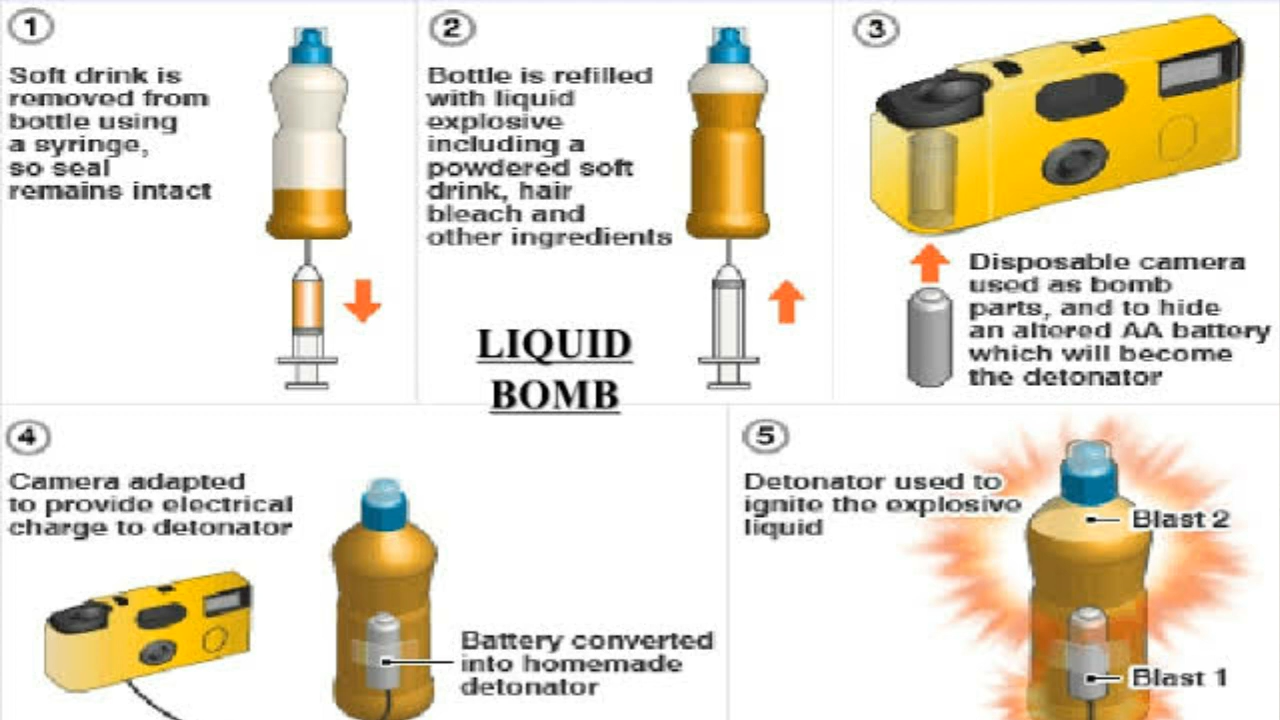 1
Soft drink is
removed from
bottle using
a syringe,
so seal
remains intact
2
Bottle is refilled
with liquid
explosive
including a
powdered soft
drink, hair
bleach and
other ingredients
3
Disposable camera
used as bomb
parts, and to hide
an altered AA battery
which will become
the detonator
LIQUID
BOMB
4
Camera adapted
to provide electrical
charge to detonator
Battery converted
into homemade
detonator
5
Detonator used to
ignite the explosive
liquid
Blast 2
Blast 1